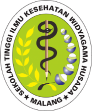 SEKOLAH TINGGI ILMU KESEHATAN WIDYAGAMA HUSADA
MALANG